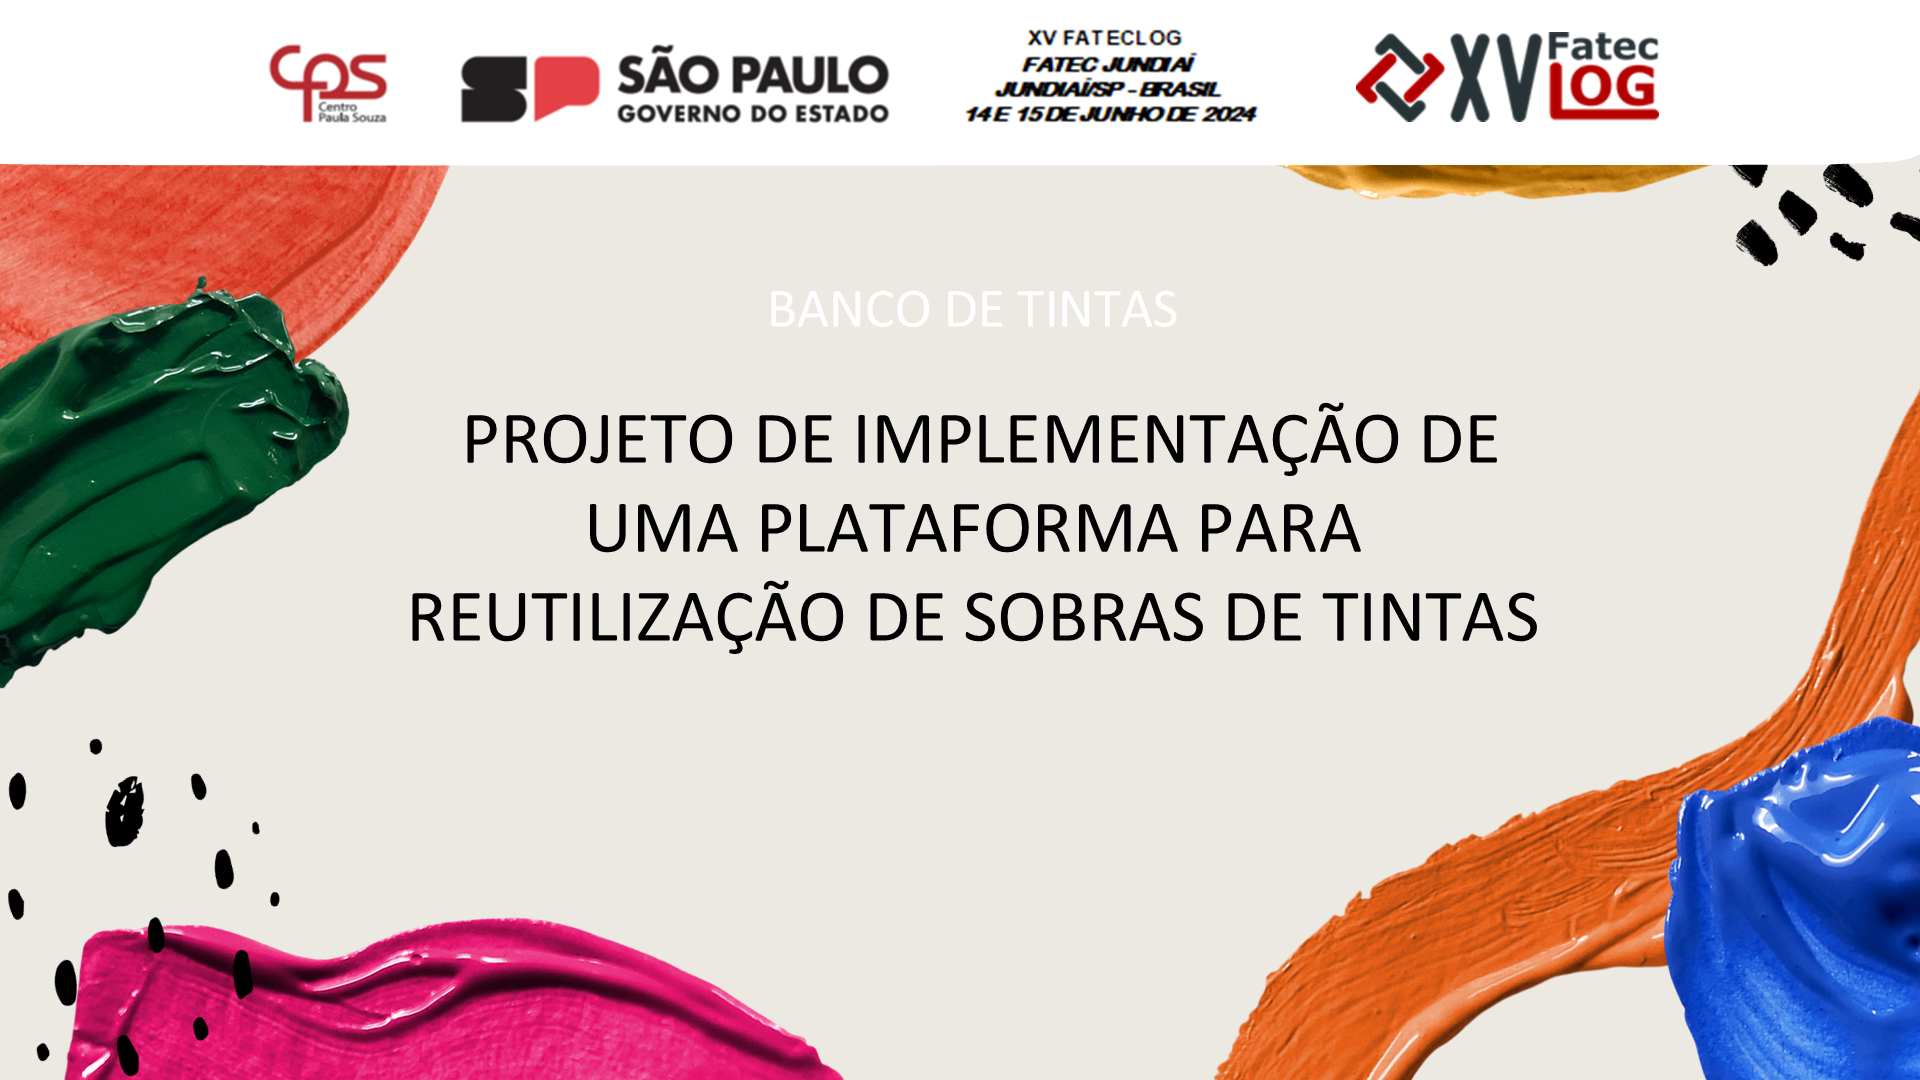 cps
Centro
Paula Souza
SP
SÃO PAULO
GOVERNO DO ESTADO
XV FATECLOG
FATEC JUNDIAÍ
JUNDIAÍ/SP - BRASIL
14 E 15 DE JUNHO DE 2024
XV Fatec
LOG
BANCO DE TINTAS
PROJETO DE IMPLEMENTAÇÃO DE
UMA PLATAFORMA PARA
REUTILIZAÇÃO DE SOBRAS DE TINTAS